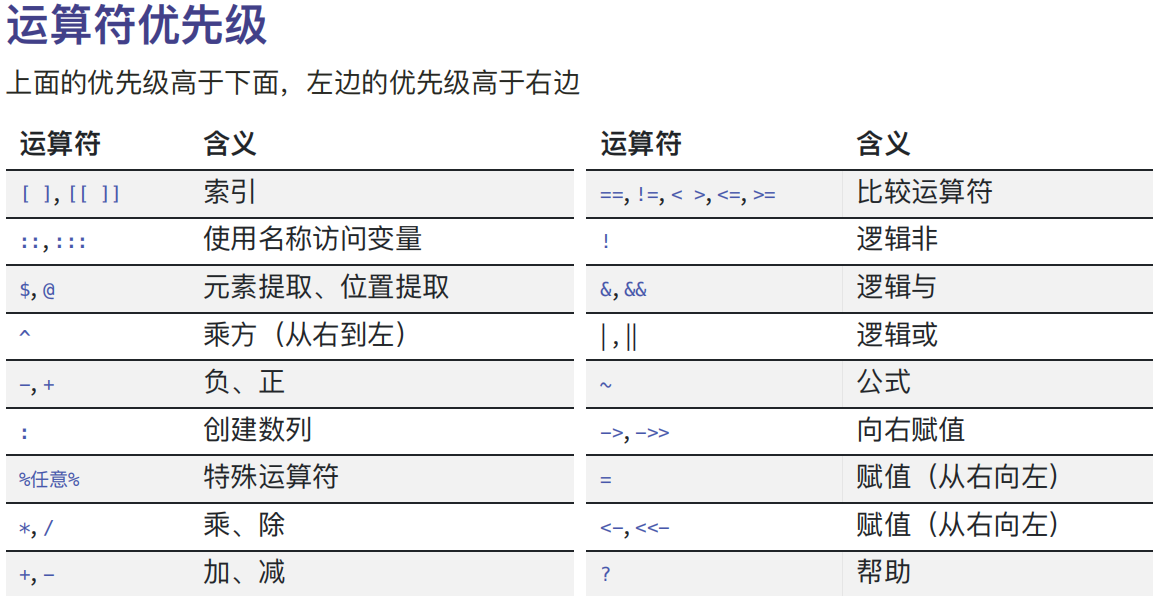 运算符优先级
上面的优先级高于下面，左边的优先级高于右边
运算符 含义
[ ], [[ ]] 索引
::, ::: 使用名称访问变量
$, @ 元素提取、位置提取
^ 乘方（从右到左）
-, + 负、正
: 创建数列
%任意% 特殊运算符
*, / 乘、除
+, - 加、减
运算符 含义
==, !=, < >, <=, >= 比较运算符
! 逻辑非
&, && 逻辑与
| , || 逻辑或
~ 公式
->, ->> 向右赋值
= 赋值（从右向左）
<-, <<- 赋值（从右向左）
? 帮助